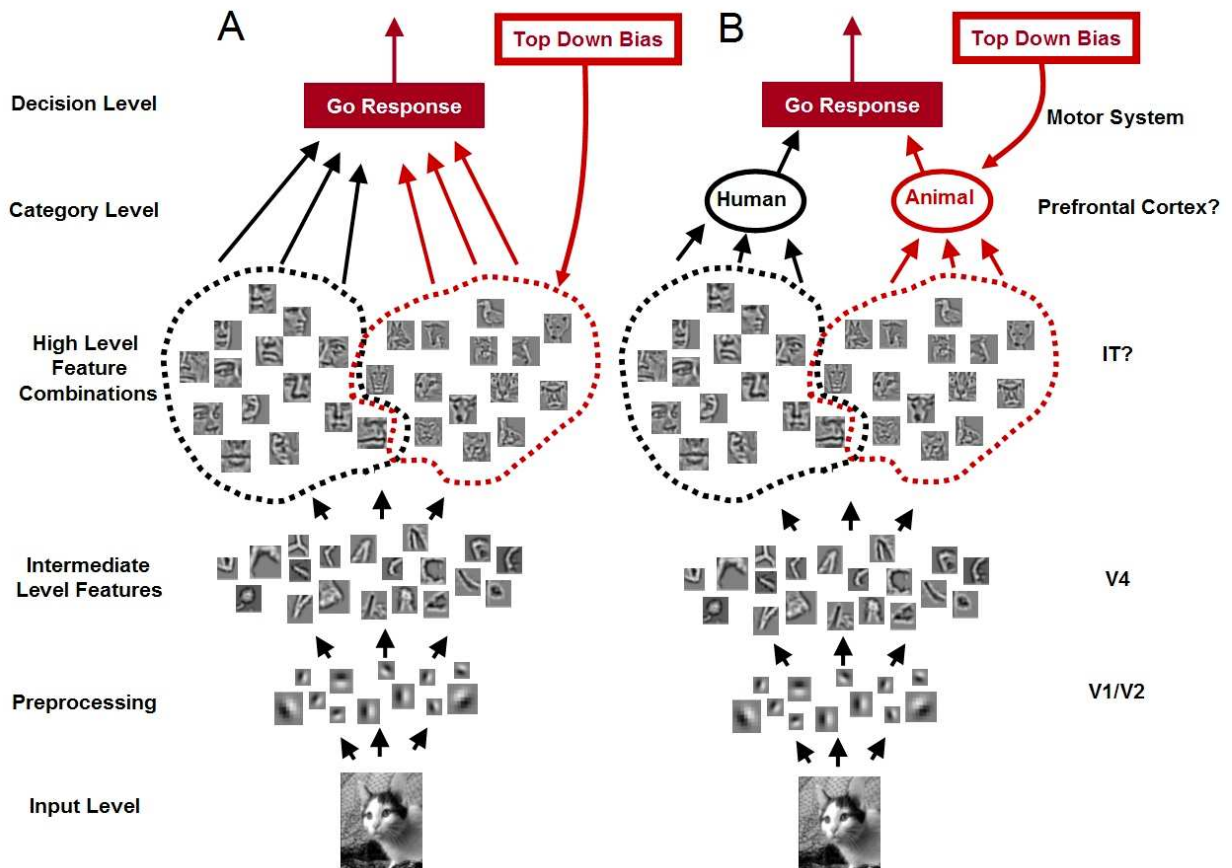 A
Top Down Bias
B
Top Down Bias
Decision Level
Go Response
Go Response
Motor System
Category Level
Human
Animal
Prefrontal Cortex?
High Level
Feature
Combinations
IT?
Intermediate
Level Features
V4
Preprocessing
V1/V2
Input Level